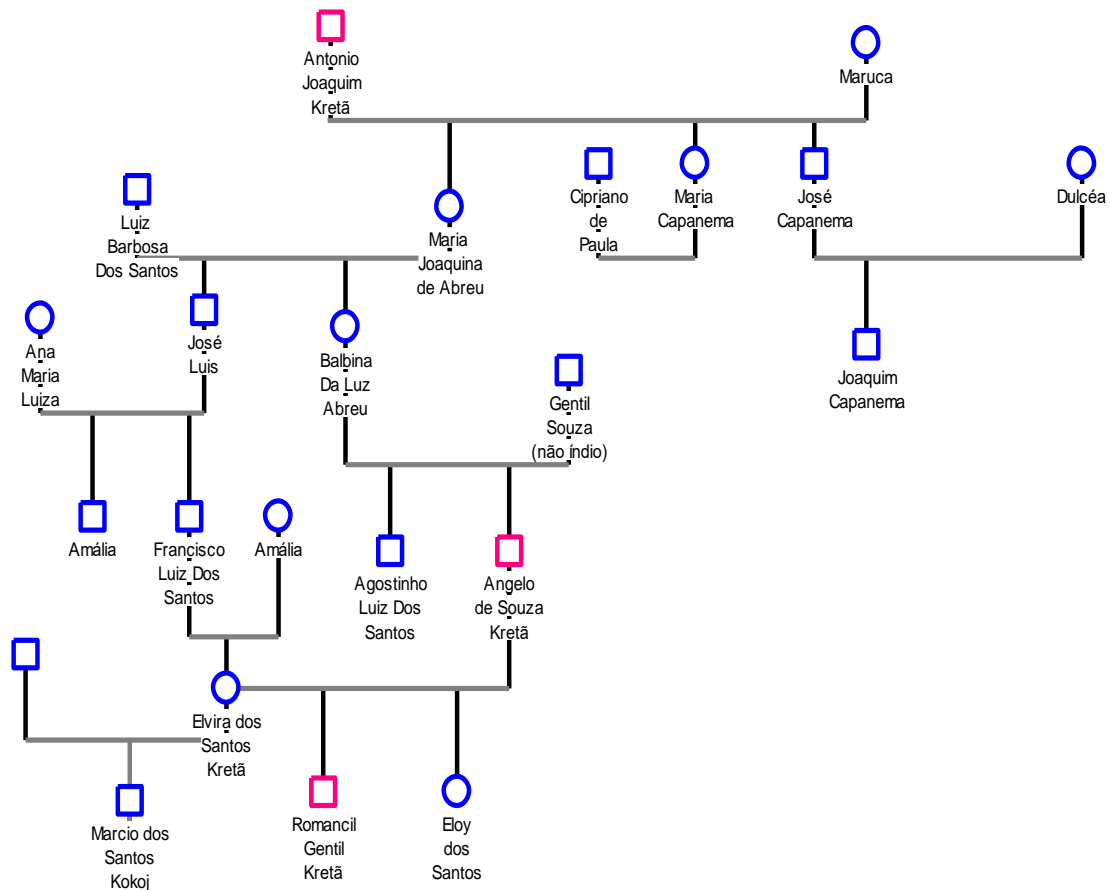 Antonio
Joaquim
Kretã
Maruca
Cipriano
de
Paula
Maria
Capanema
José
Capanema
Dulcéa
Luiz
Barbosa
Dos Santos
Maria
Joaquina
de Abreu
Ana
Maria
Luiza
José
Luis
Balbina
Da Luz
Abreu
Gentil
Souza
(não índio)
Joaquim
Capanema
Amália
Francisco
Luiz Dos
Santos
Amália
Agostinho
Luiz Dos
Santos
Angelo
de Souza
Kretã
Elvira dos
Santos
Kretã
Marcio dos
Santos
Kokoj
Romancil
Gentil
Kretã
Eloy
dos
Santos